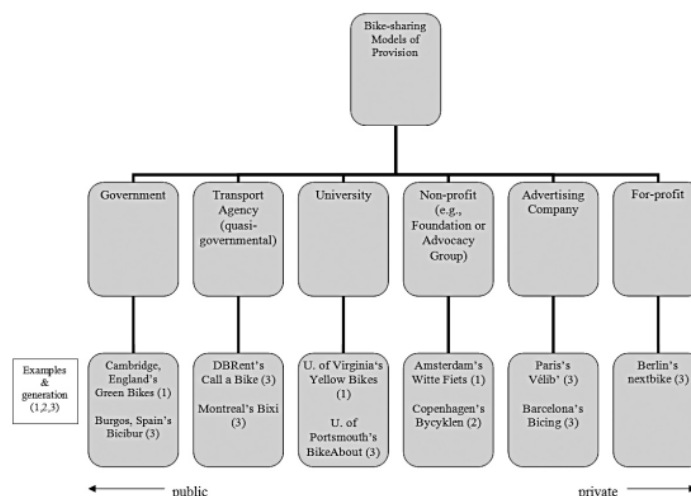 Bike-sharing
Models of
Provision
Government
Transport
Agency
(quasi-
governmental)
University
Non-profit
(e.g.,
Foundation or
Advocacy
Group)
Advertising
Company
For-profit
Examples
&
generation
(1,2,3)
Cambridge,
England's
Green Bikes (1)
Burgos, Spain's
Bicibur (3)
DBRent's
Call a Bike (3)
Montreal's Bixi
(3)
U. of Virginia's
Yellow Bikes
(1)
U. of
Portsmouth's
BikeAbout (3)
Amsterdam's
Witte Fiets (1)
Copenhagen's
Bycyklen (2)
Paris's
Vélib' (3)
Barcelona's
Bicing (3)
Berlin's
nextbike (3)
public
private